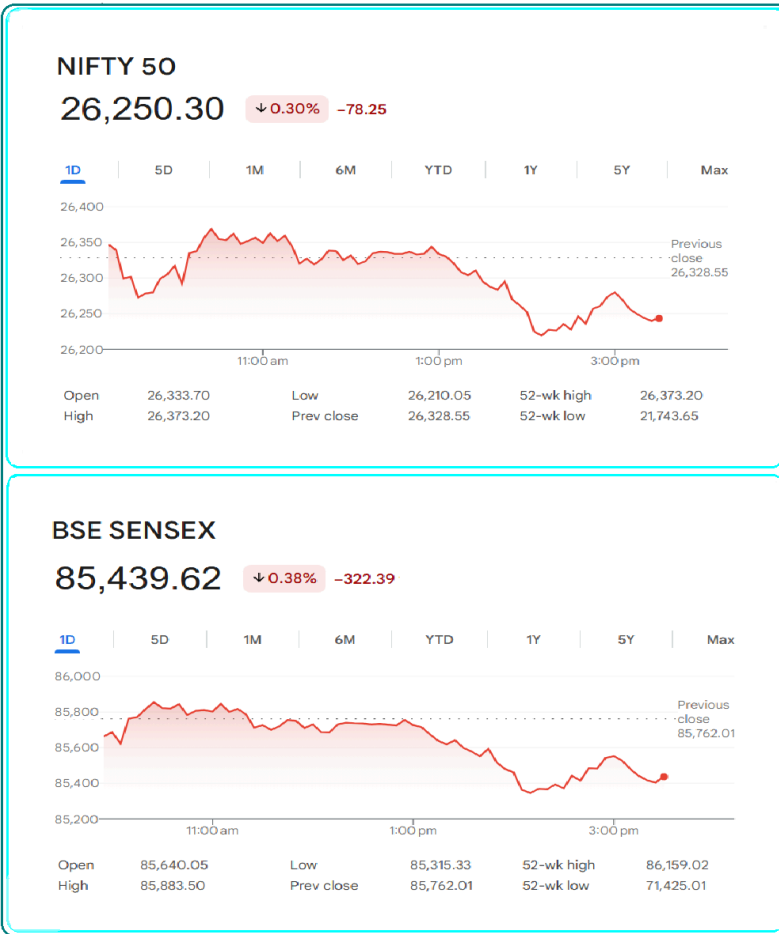 NIFTY 50
26,250.30 ↓ 0.30% −78.25
1D 5D 1M 6M YTD 1Y 5Y Max
26,400
26,350
Previous
close
26,328.55
26,300
26,250
26,200
11:00 am 1:00 pm 3:00 pm
Open 26,333.70 Low 26,210.05 52-wk high 26,373.20
High 26,373.20 Prev close 26,328.55 52-wk low 21,743.65
BSE SENSEX
85,439.62 ↓ 0.38% −322.39
1D 5D 1M 6M YTD 1Y 5Y Max
86,000
85,800
Previous
close
85,762.01
85,600
85,400
85,200
11:00 am 1:00 pm 3:00 pm
Open 85,640.05 Low 85,315.33 52-wk high 86,159.02
High 85,883.50 Prev close 85,762.01 52-wk low 71,425.01